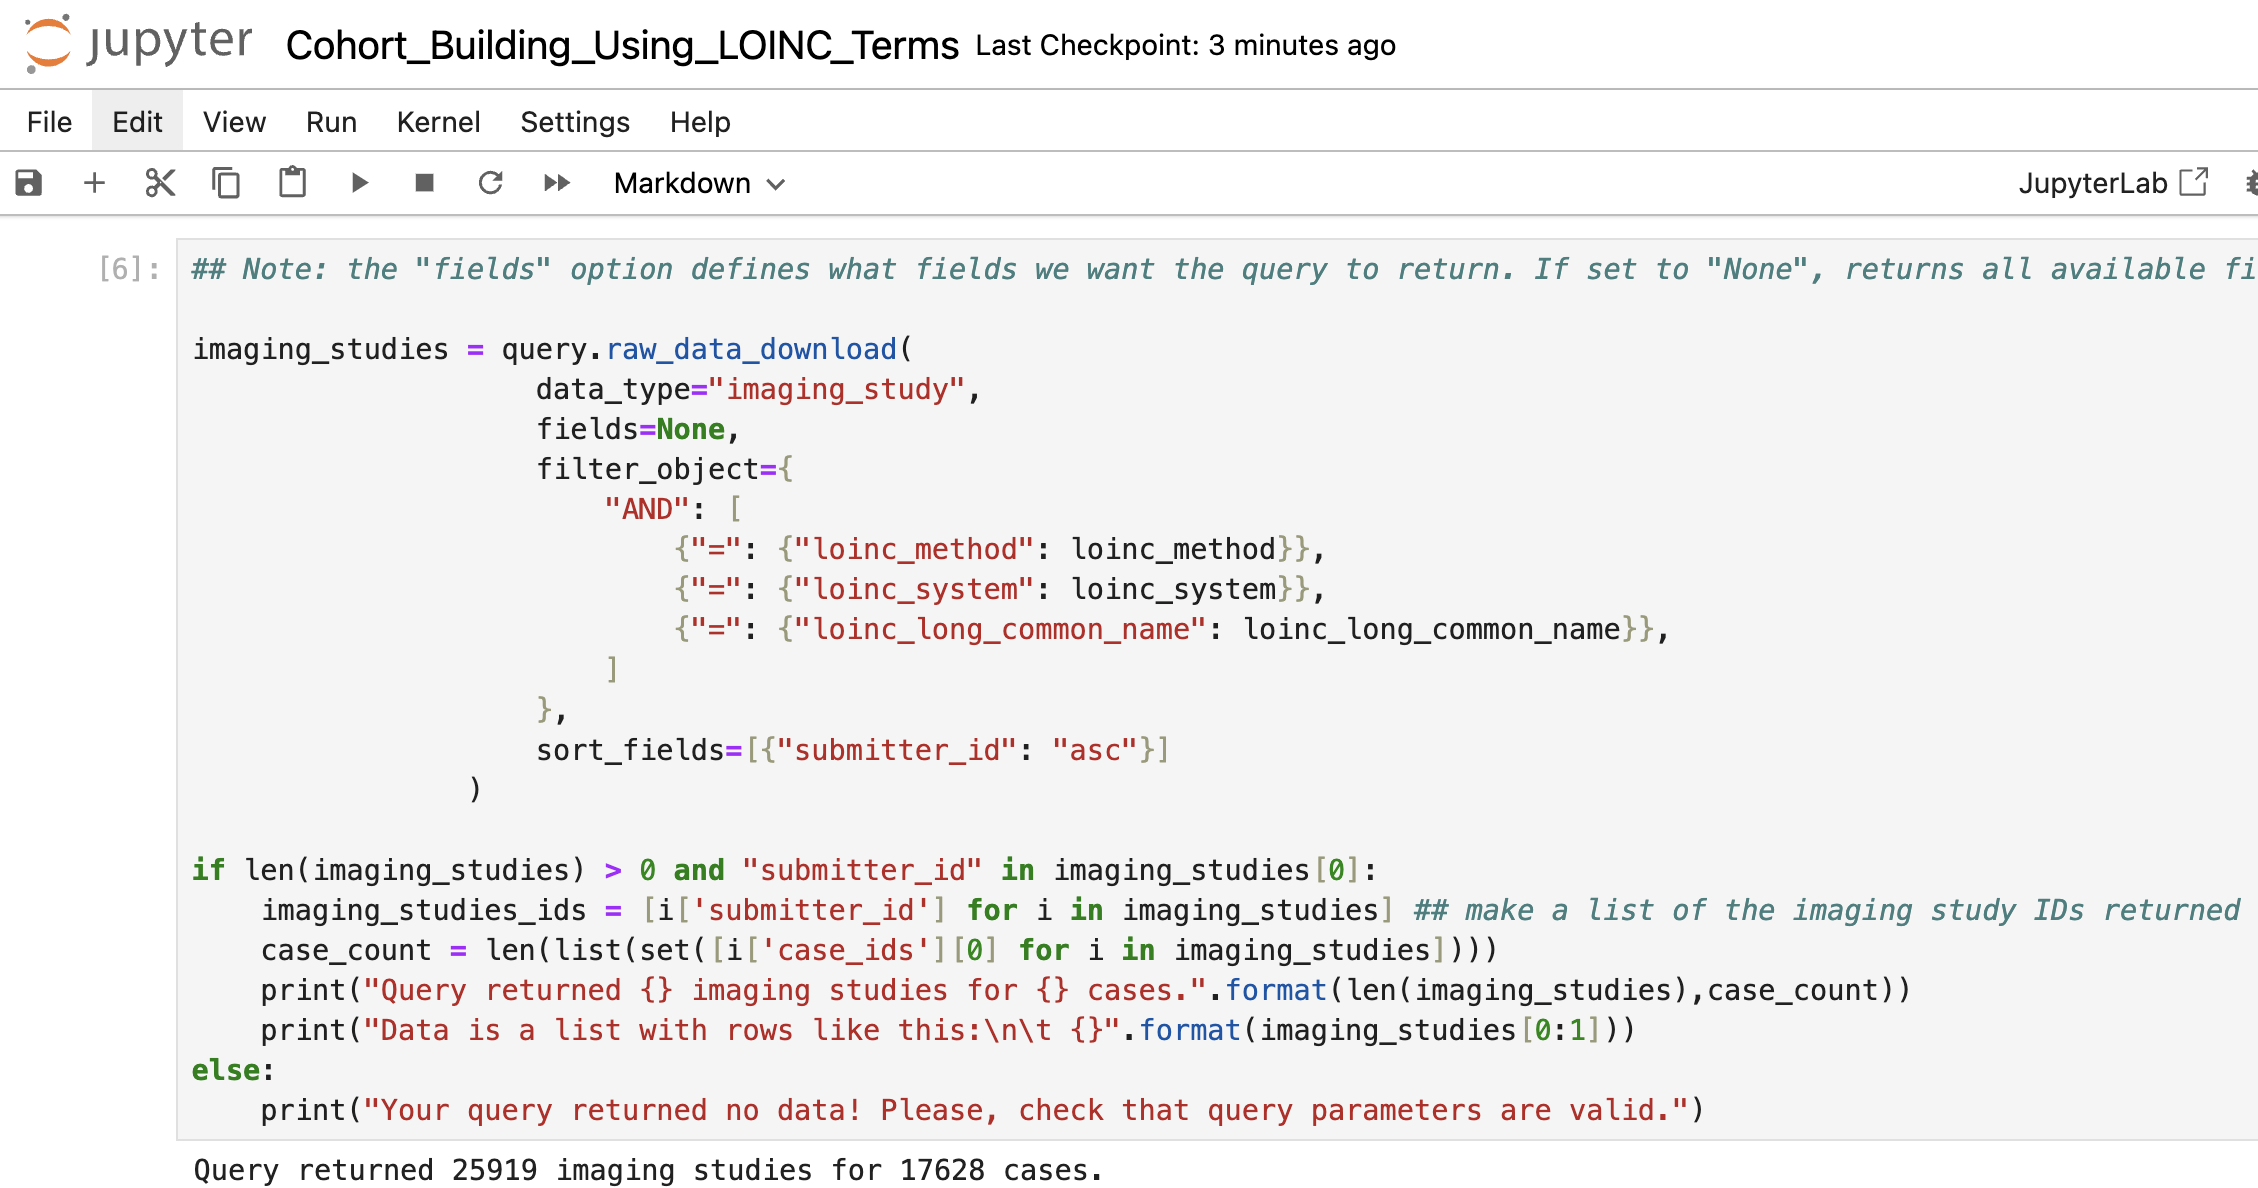 jupyter Cohort_Building_Using_LOINC_Terms Last Checkpoint: 3 minutes ago
File Edit View Run Kernel Settings Help
Markdown JupyterLab
[6]: ## Note: the "fields" option defines what fields we want the query to return. If set to "None", returns all available fi
imaging_studies = query.raw_data_download(
data_type="imaging_study",
fields=None,
filter_object={
"AND": [
{"=": {"loinc_method": loinc_method}},
{"=": {"loinc_system": loinc_system}},
{"=": {"loinc_long_common_name": loinc_long_common_name}},
]
},
sort_fields=[{"submitter_id": "asc"}]
)
if len(imaging_studies) > 0 and "submitter_id" in imaging_studies[0]:
imaging_studies_ids = [i['submitter_id'] for i in imaging_studies] ## make a list of the imaging study IDs returned
case_count = len(list(set([i['case_ids'][0] for i in imaging_studies])))
print("Query returned {} imaging studies for {} cases.".format(len(imaging_studies),case_count))
print("Data is a list with rows like this:\n\t {}".format(imaging_studies[0:1]))
else:
print("Your query returned no data! Please, check that query parameters are valid.")
Query returned 25919 imaging studies for 17628 cases.